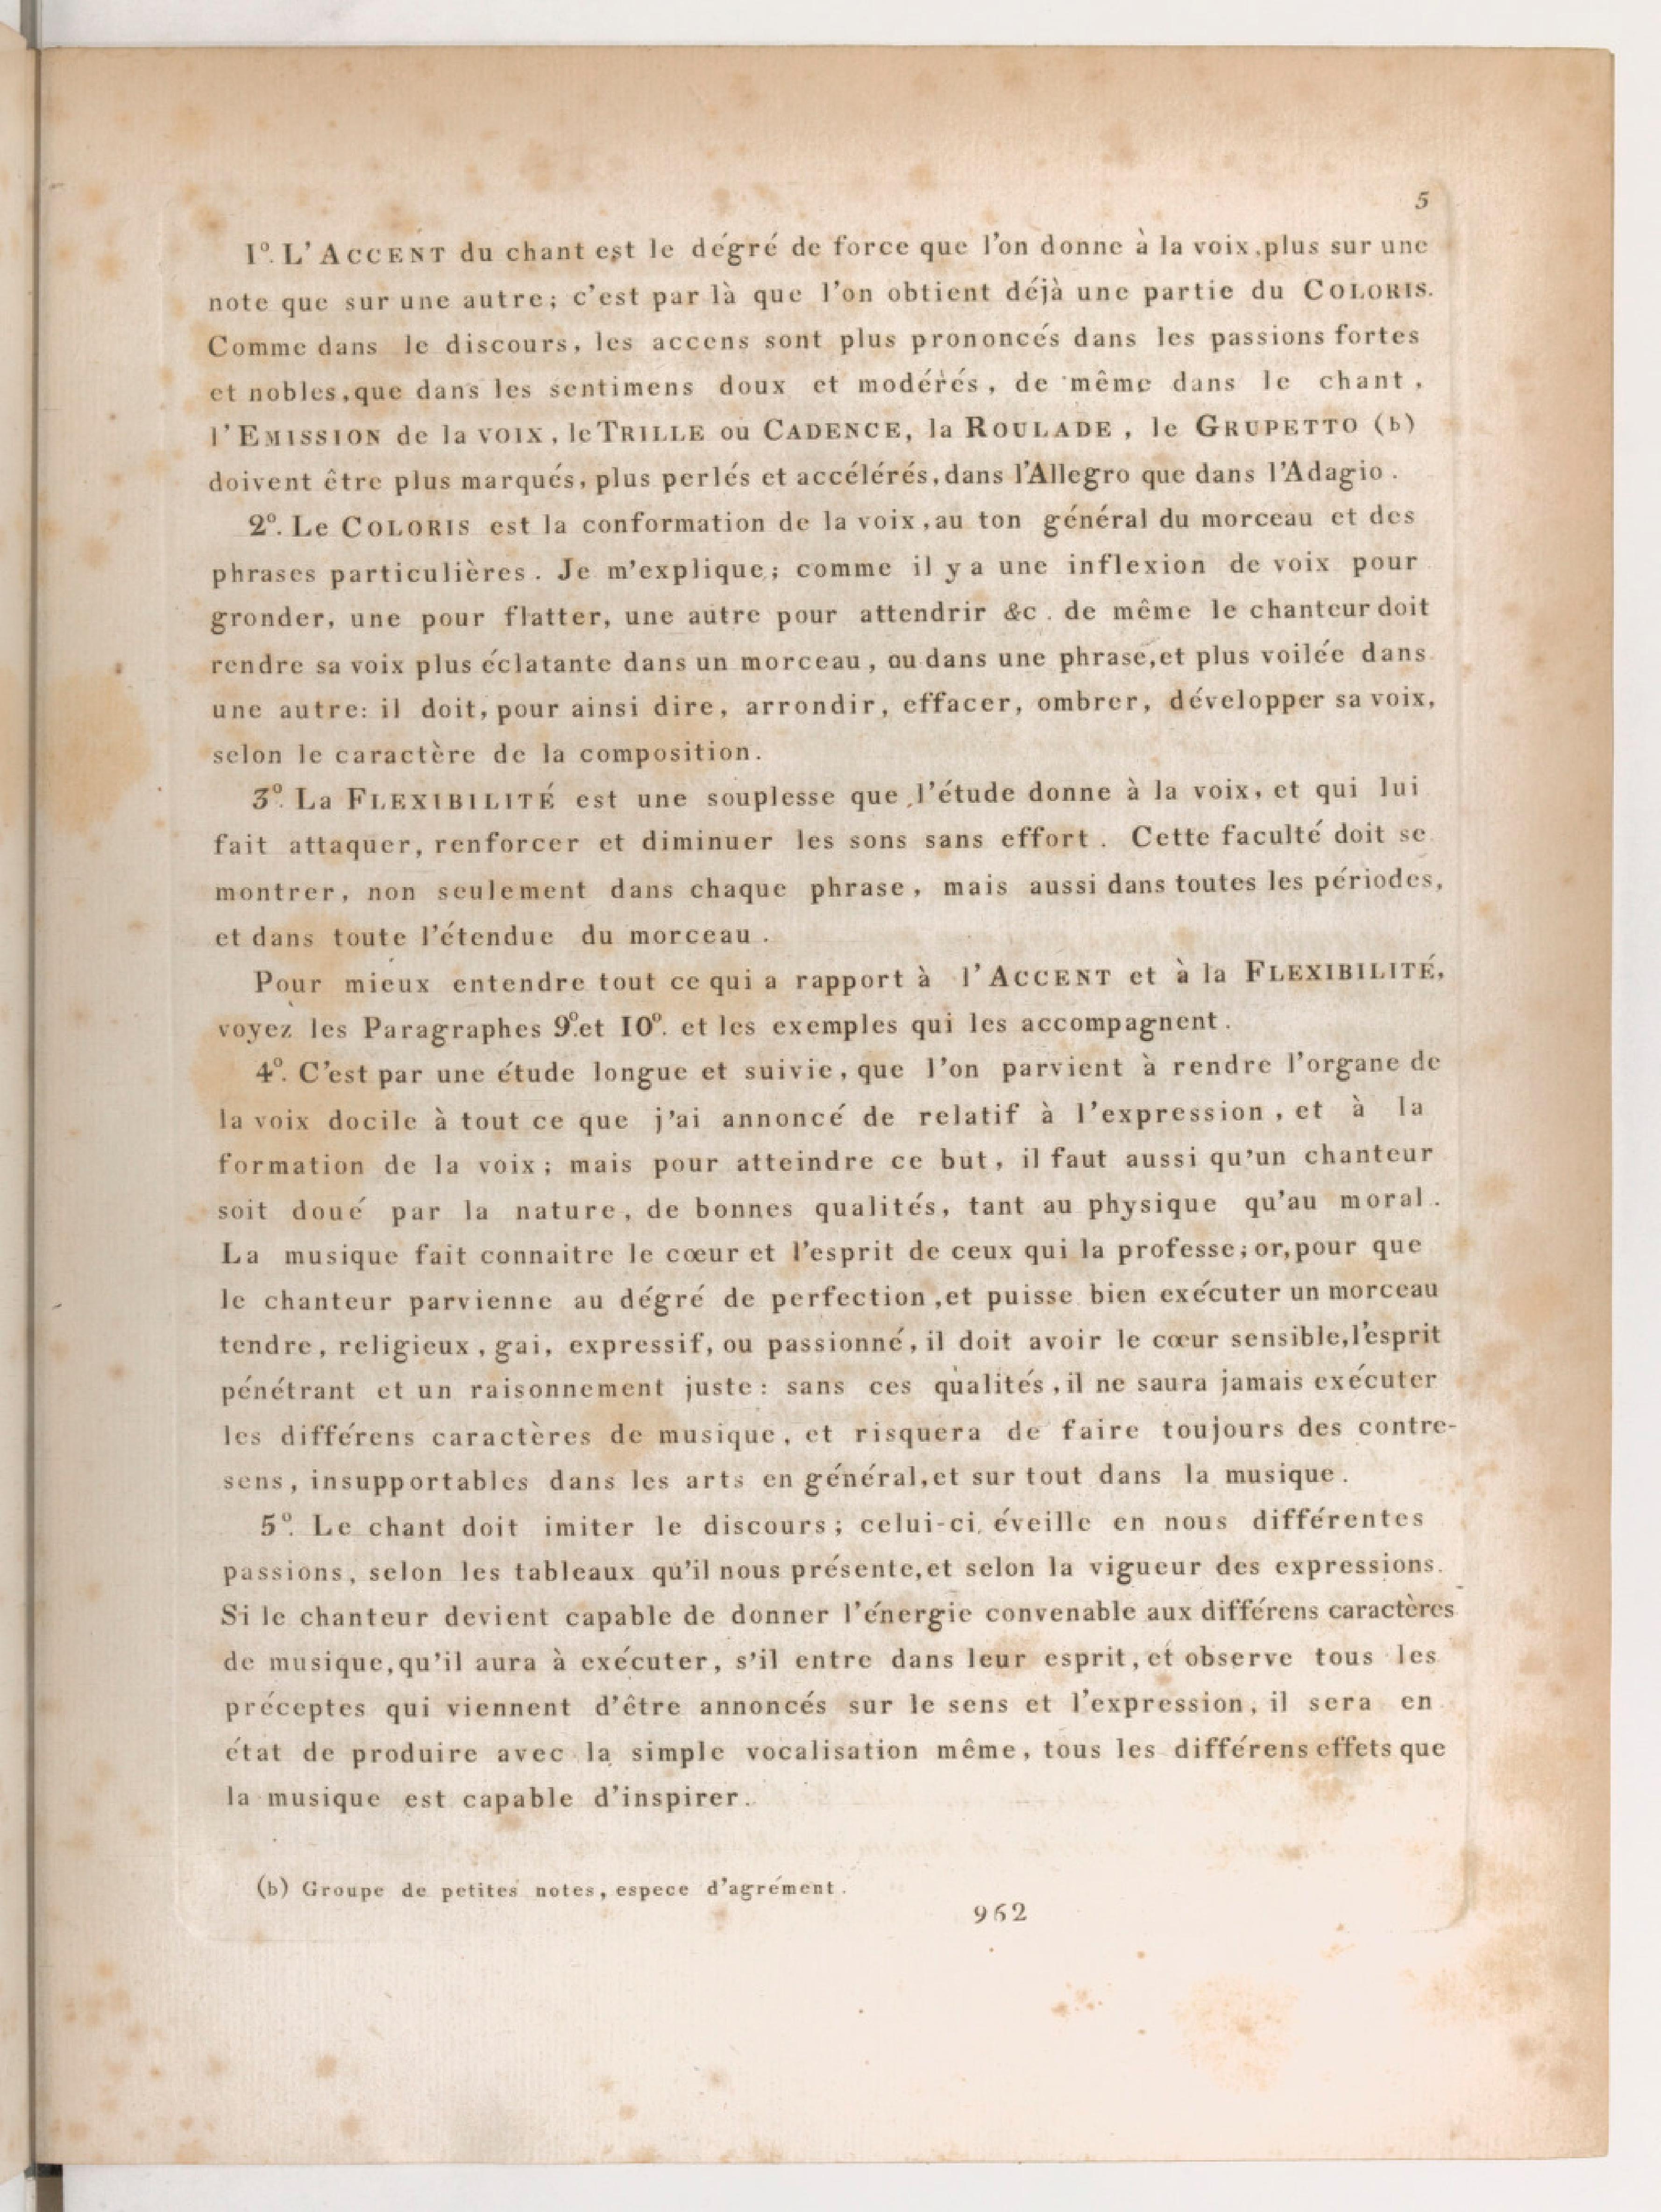 5
1º. L'ACCENT du chant est le dégré de force que l'on donne à la voix, plus sur une
note que sur une autre; c'est par là que l'on obtient déjà une partie du COLORIS.
Comme dans le discours, les accens sont plus prononcés dans les passions fortes
et nobles, que dans les sentimens doux et modérés, de même dans le chant,
l'EMISSION de la voix, le TRILLE ou CADENCE, la ROULADE, le GRUPETTO (b)
doivent être plus marqués, plus perlés et accélérés, dans l'Allegro que dans l'Adagio.
2º. Le COLORIS est la conformation de la voix, au ton général du morceau et des
phrases particulières. Je m'explique; comme il y a une inflexion de voix pour
gronder, une pour flatter, une autre pour attendrir &c. de même le chanteur doit
rendre sa voix plus éclatante dans un morceau, ou dans une phrase, et plus voilée dans
une autre: il doit, pour ainsi dire, arrondir, effacer, ombrer, développer sa voix,
selon le caractère de la composition.
3º. La FLEXIBILITÉ est une souplesse que l'étude donne à la voix, et qui lui
fait attaquer, renforcer et diminuer les sons sans effort. Cette faculté doit se
montrer, non seulement dans chaque phrase, mais aussi dans toutes les périodes,
et dans toute l'étendue du morceau.
Pour mieux entendre tout ce qui a rapport à l'ACCENT et à la FLEXIBILITÉ,
voyez les Paragraphes 9º. et 10º. et les exemples qui les accompagnent.
4º. C'est par une étude longue et suivie, que l'on parvient à rendre l'organe de
la voix docile à tout ce que j'ai annoncé de relatif à l'expression, et à la
formation de la voix; mais pour atteindre ce but, il faut aussi qu'un chanteur
soit doué par la nature, de bonnes qualités, tant au physique qu'au moral.
La musique fait connaitre le cœur et l'esprit de ceux qui la professe; or, pour que
le chanteur parvienne au dégré de perfection, et puisse bien exécuter un morceau
tendre, religieux, gai, expressif, ou passionné, il doit avoir le cœur sensible, l'esprit
pénétrant et un raisonnement juste: sans ces qualités, il ne saura jamais exécuter
les différens caractères de musique, et risquera de faire toujours des contre-
sens, insupportables dans les arts en général, et sur tout dans la musique.
5º. Le chant doit imiter le discours; celui-ci éveille en nous différentes
passions, selon les tableaux qu'il nous présente, et selon la vigueur des expressions.
Si le chanteur devient capable de donner l'énergie convenable aux différens caractères
de musique, qu'il aura à exécuter, s'il entre dans leur esprit, et observe tous les
préceptes qui viennent d'être annoncés sur le sens et l'expression, il sera en
état de produire avec la simple vocalisation même, tous les différens effets que
la musique est capable d'inspirer.
(b) Groupe de petites notes, espece d'agrément.
962